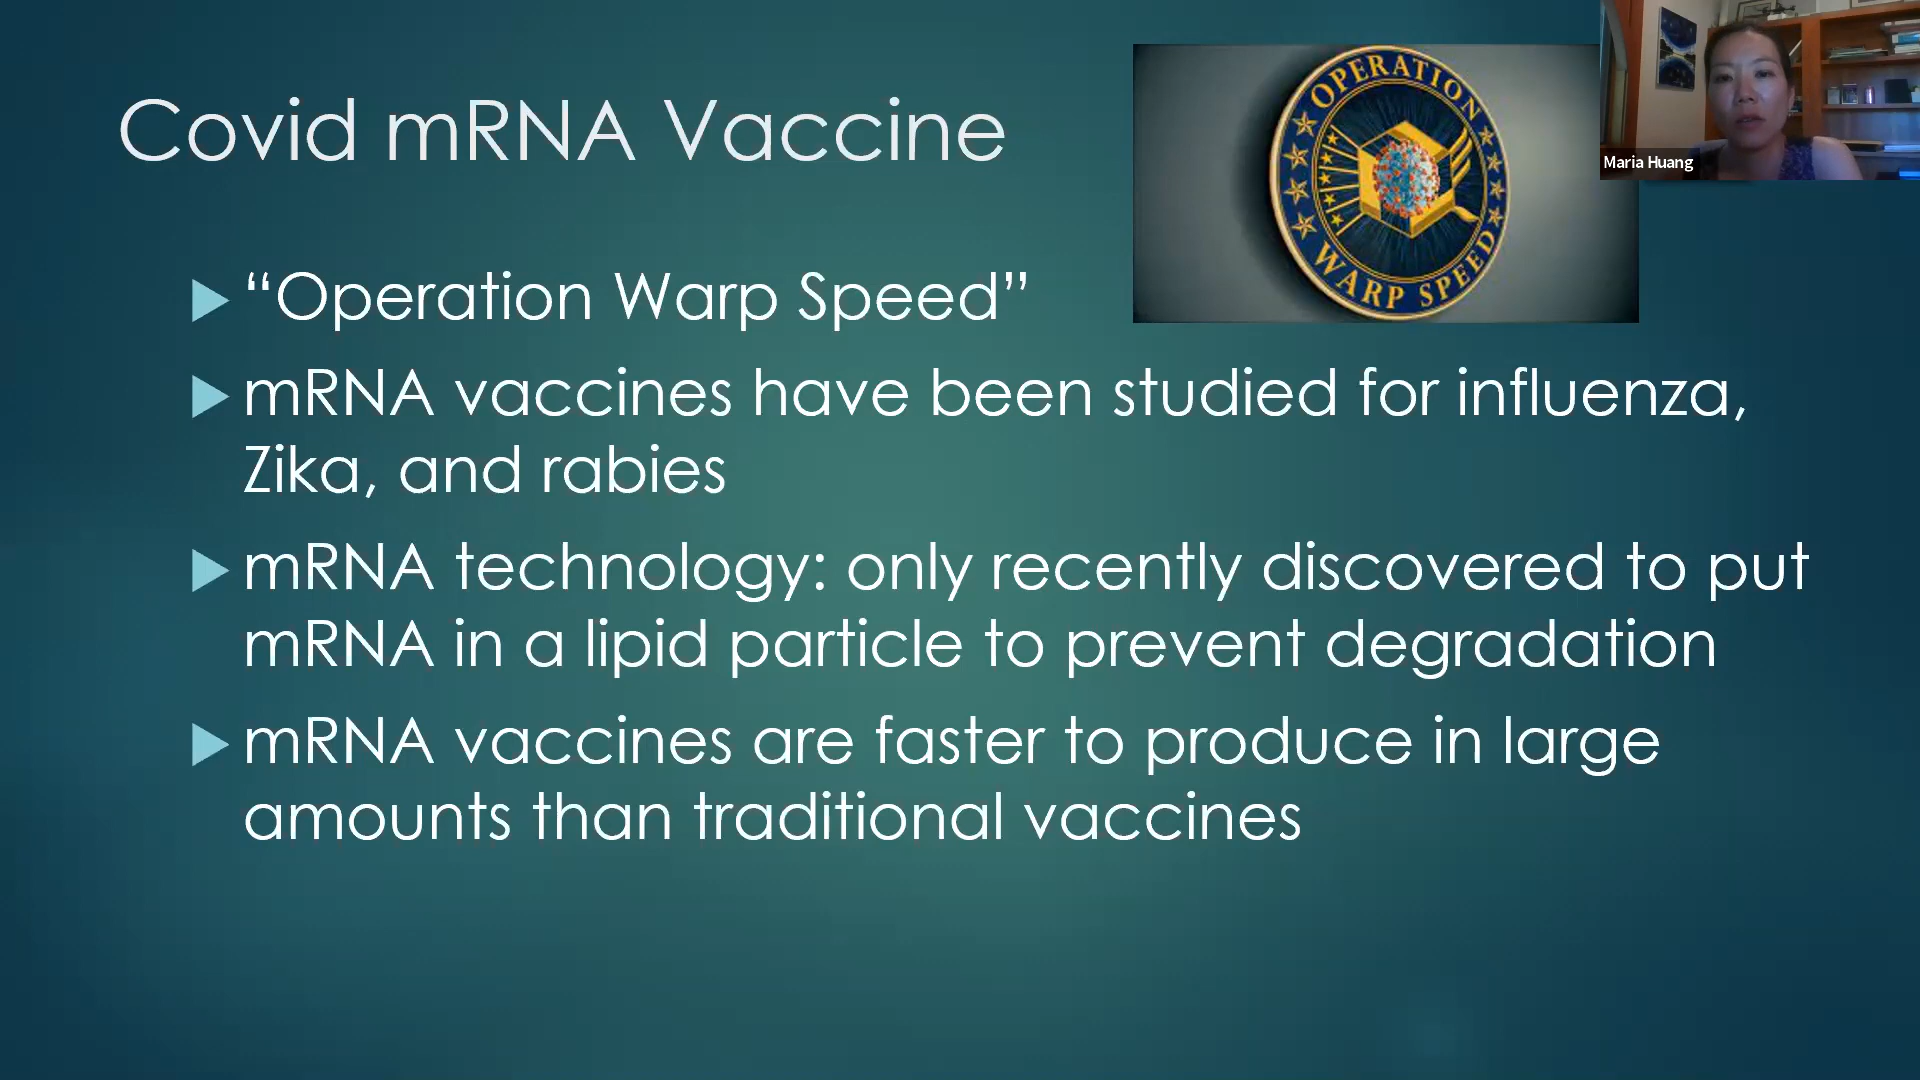 Covid mRNA Vaccine
OPERATION
WARP SPEED
Maria Huang
“Operation Warp Speed”
mRNA vaccines have been studied for influenza,
Zika, and rabies
mRNA technology: only recently discovered to put
mRNA in a lipid particle to prevent degradation
mRNA vaccines are faster to produce in large
amounts than traditional vaccines